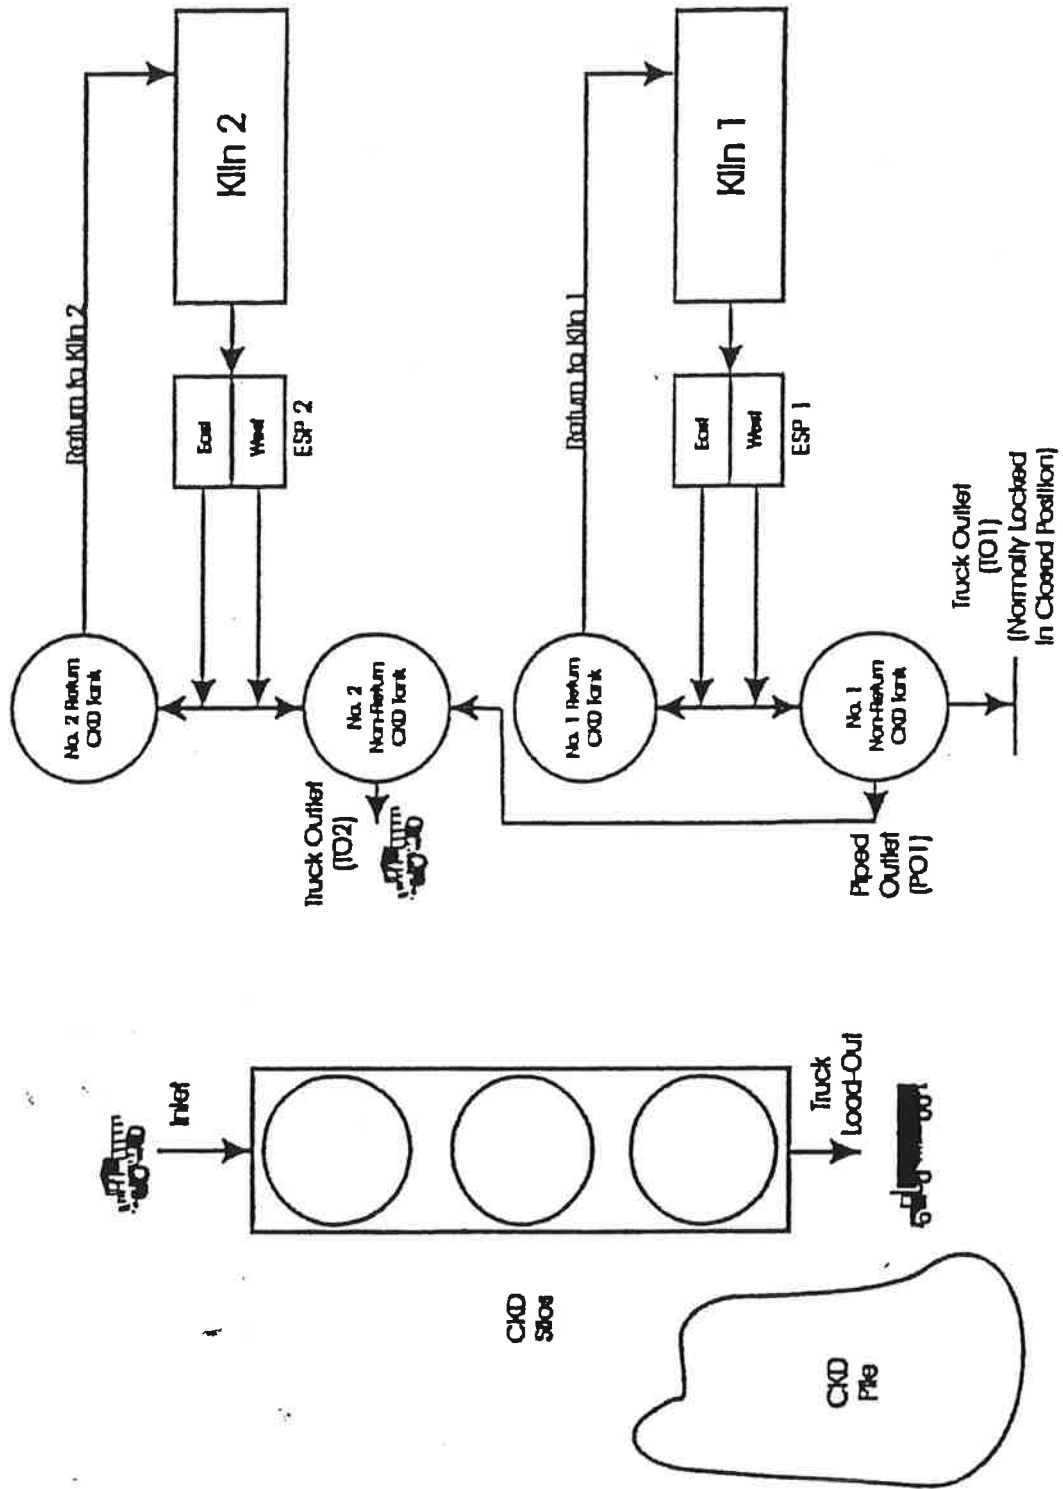 Kiln 2
Return to Kiln 2
East
West
ESP 2
No. 2 Return
CKD Tank
No. 2
Non-Return
CKD Tank
Truck Outlet
(TO2)
Kiln 1
Return to Kiln 1
East
West
ESP 1
No. 1 Return
CKD Tank
No. 1
Non-Return
CKD Tank
Piped
Outlet
(PO1)
Truck Outlet
(TO1)
(Normally Locked
In Closed Position)
Inlet
CKD
Silos
Truck
Load-Out
CKD
Pile